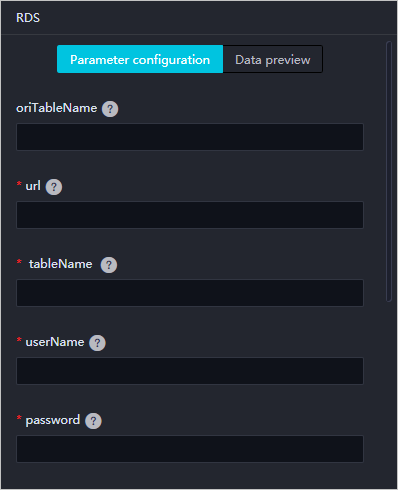 RDS
Parameter configuration Data preview
oriTableName ?
* url ?
* tableName ?
* userName ?
* password ?